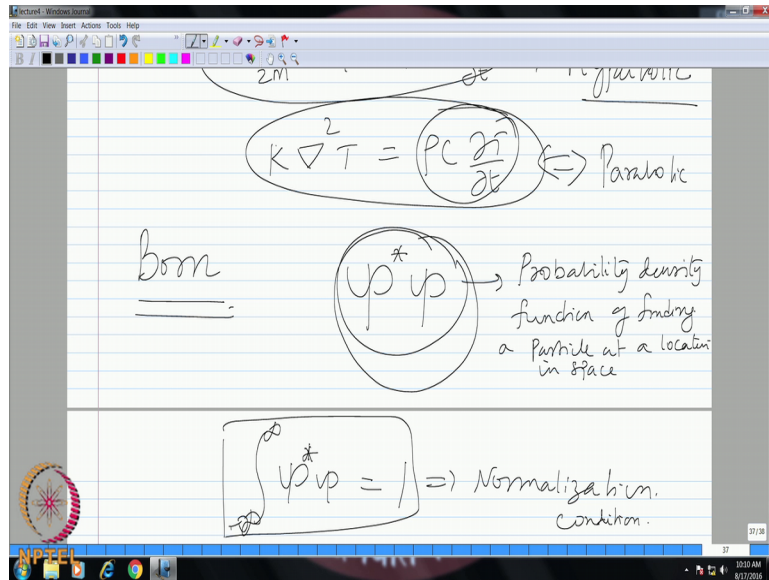 lecture4 - Windows Journal
File Edit View Insert Actions Tools Help
2M ∂t Hyperbolic
K ∇² T = ρC ∂T/∂t ⇔ Parabolic
Born
ψ* ψ → Probability density
function of finding
a particle at a location
in space
∫_{-∞}^{∞} ψ*ψ = 1 ⇒ Normalization
condition.
37/38
37
NPTEL
10:10 AM
8/17/2016